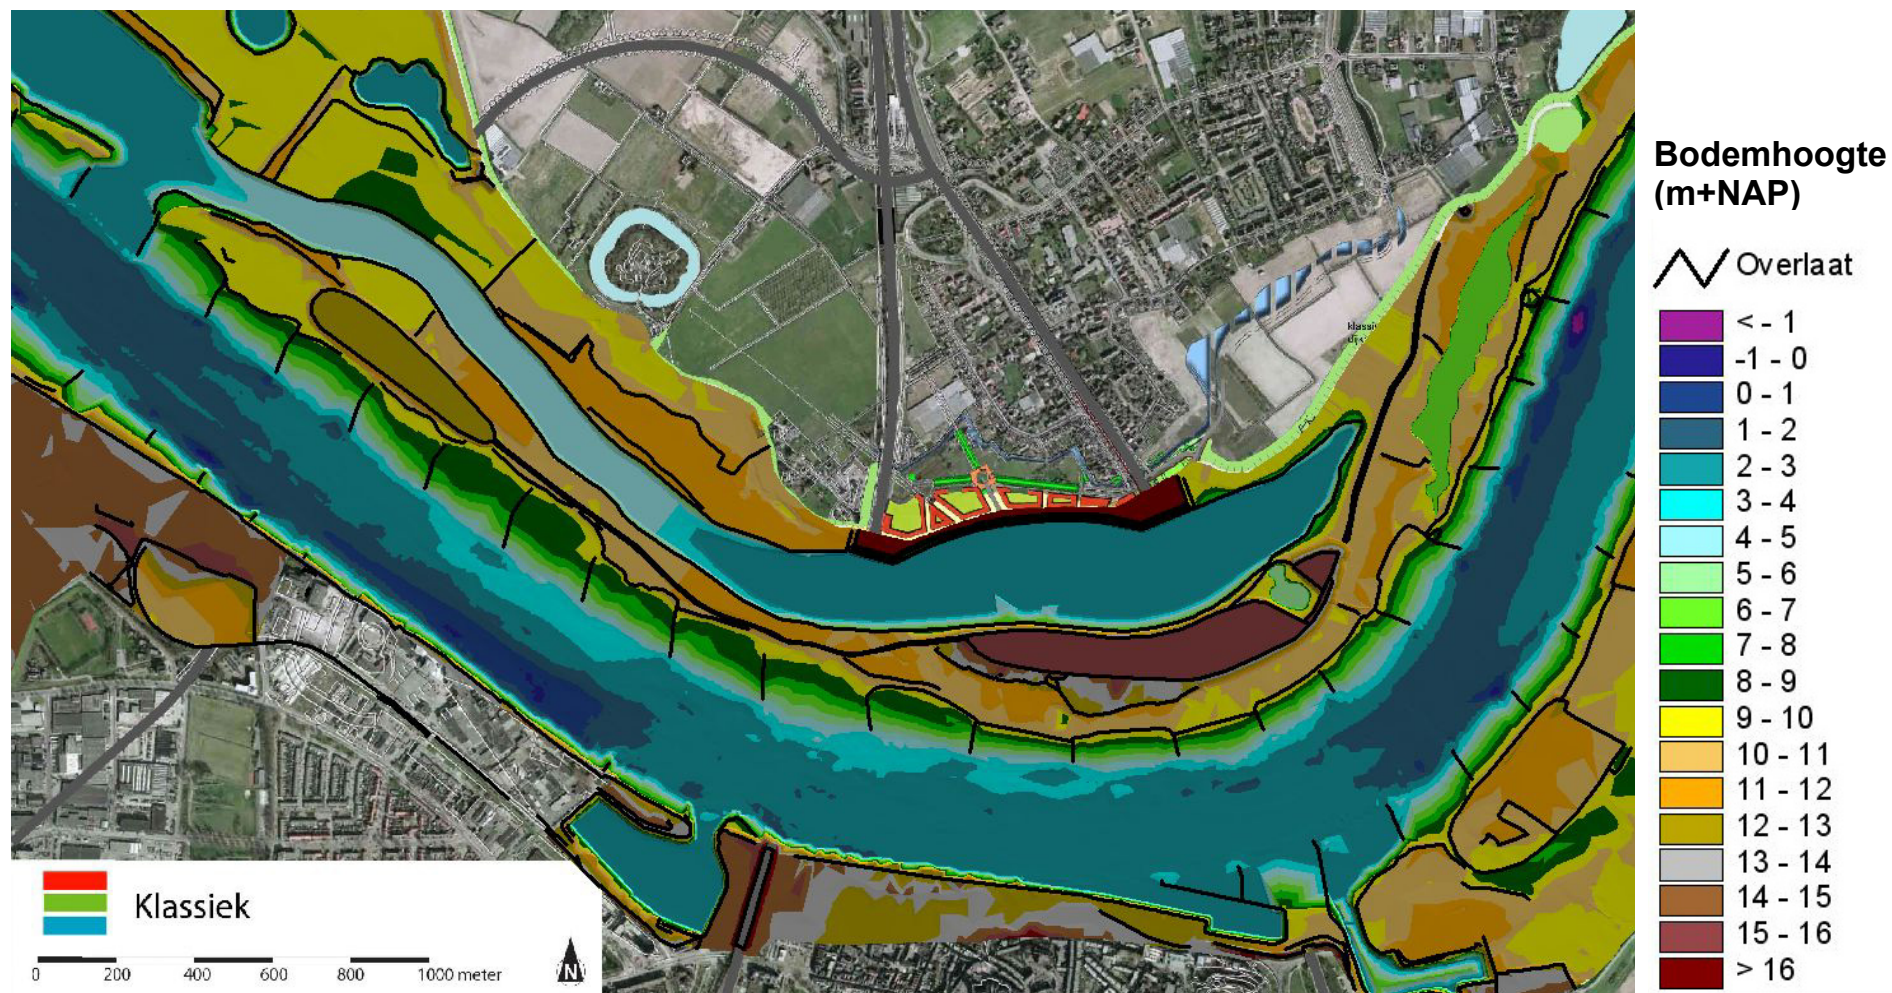 Bodemhoogte
(m+NAP)
Overlaat
< - 1
-1 - 0
0 - 1
1 - 2
2 - 3
3 - 4
4 - 5
5 - 6
6 - 7
7 - 8
8 - 9
9 - 10
10 - 11
11 - 12
12 - 13
13 - 14
14 - 15
15 - 16
> 16
Klassiek
0 200 400 600 800 1000 meter
N